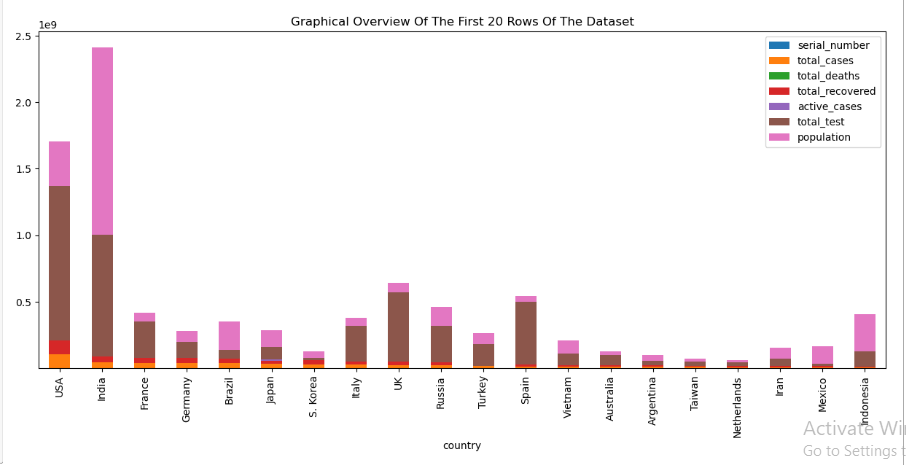 Graphical Overview Of The First 20 Rows Of The Dataset
1e9
2.5
2.0
1.5
1.0
0.5
serial_number
total_cases
total_deaths
total_recovered
active_cases
total_test
population
USA
India
France
Germany
Brazil
Japan
S. Korea
Italy
UK
Russia
Turkey
Spain
Vietnam
Australia
Argentina
Taiwan
Netherlands
Iran
Mexico
Indonesia
country
Activate Wi
Go to Settings t